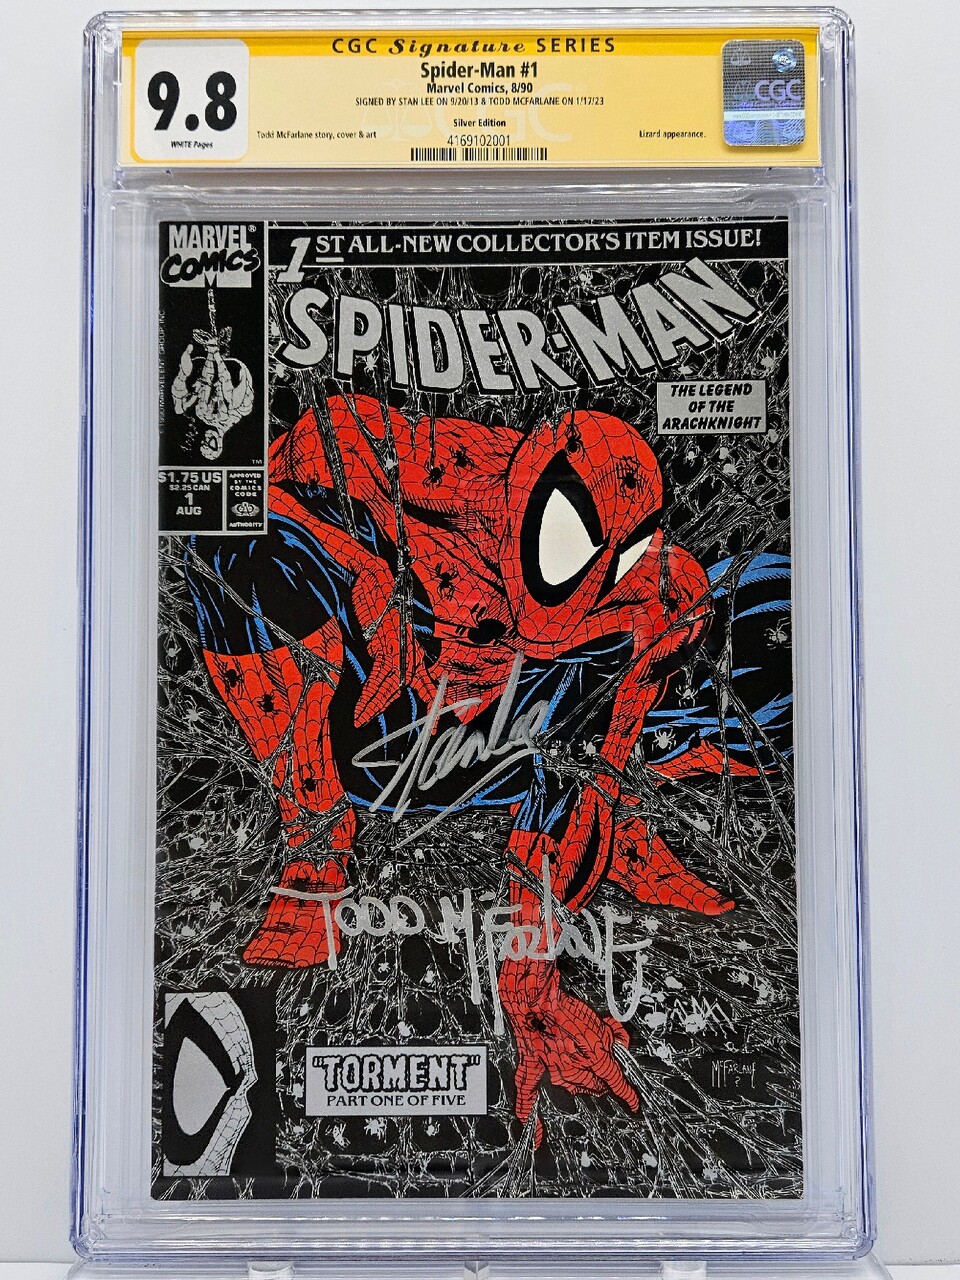 CGC Signature SERIES
9.8
WHITE Pages
Spider-Man #1
Marvel Comics, 8/90
SIGNED BY STAN LEE ON 9/20/13 & TODD MCFARLANE ON 1/17/23
Silver Edition
Todd McFarlane story, cover & art
Lizard appearance.
4169102001
CGC
MARVEL®
COMICS
TM
1ST ALL-NEW COLLECTOR'S ITEM ISSUE!
SPIDER-MAN
THE LEGEND
OF THE
ARACHKNIGHT
$1.75 US
$2.25 CAN
1
AUG
APPROVED
BY THE
COMICS
CODE
AUTHORITY
Stan Lee
TODD McFARLANE
"TORMENT"
PART ONE OF FIVE
McFARLANE